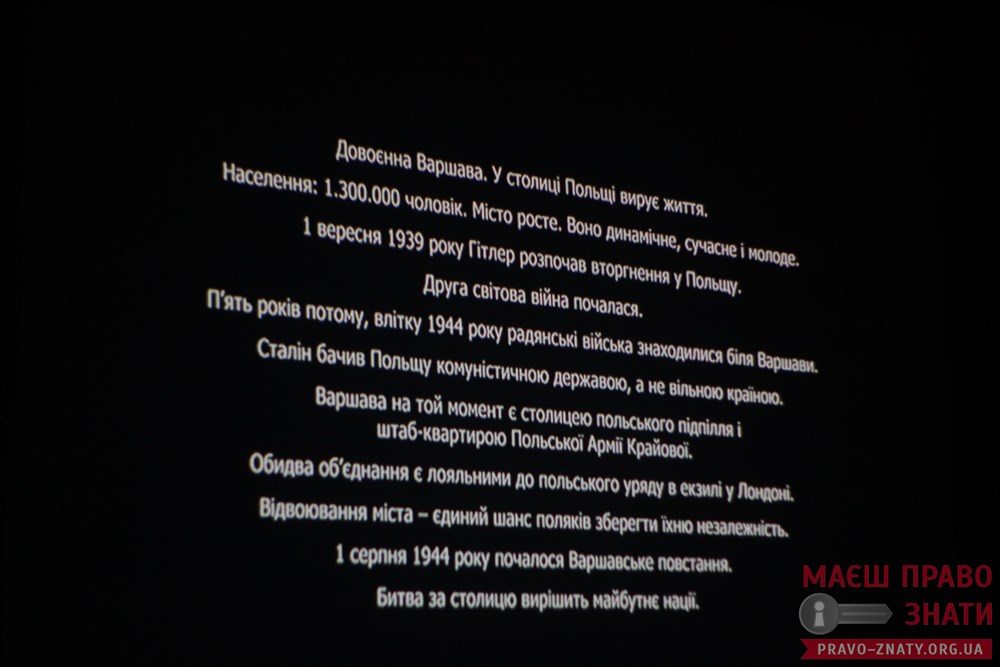 Довоєнна Варшава. У столиці Польщі вирує життя.
Населення: 1.300.000 чоловік. Місто росте. Воно динамічне, сучасне і молоде.
1 вересня 1939 року Гітлер розпочав вторгнення у Польщу.
Друга світова війна почалася.
П'ять років потому, влітку 1944 року радянські війська знаходилися біля Варшави.
Сталін бачив Польщу комуністичною державою, а не вільною країною.
Варшава на той момент є столицею польського підпілля і
штаб-квартирою Польської Армії Крайової.
Обидва об'єднання є лояльними до польського уряду в екзилі у Лондоні.
Відвоювання міста – єдиний шанс поляків зберегти їхню незалежність.
1 серпня 1944 року почалося Варшавське повстання.
Битва за столицю вирішить майбутнє нації.
МАЄШ ПРАВО
ЗНАТИ
PRAVO-ZNATY.ORG.UA